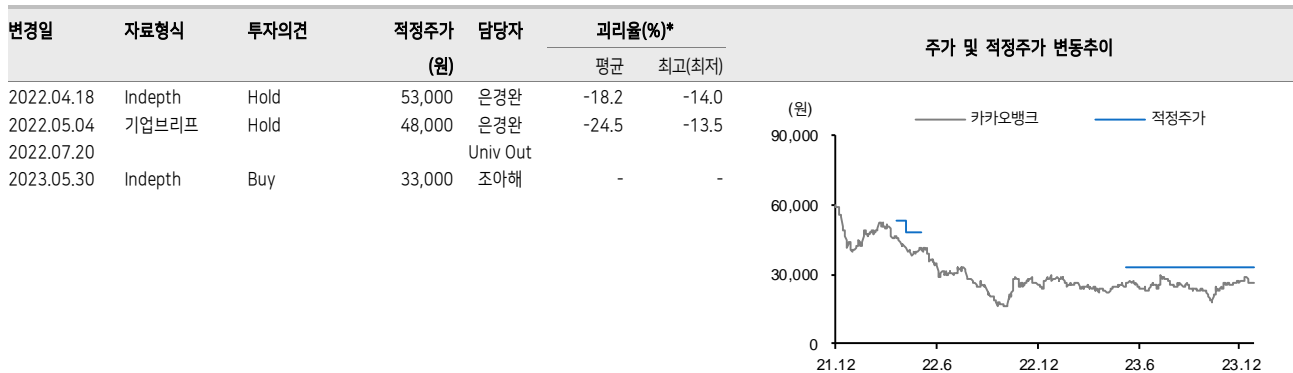 변경일 자료형식 투자의견 적정주가 담당자 괴리율(%)* 주가 및 적정주가 변동추이
(원) 평균 최고(최저)
2022.04.18 Indepth Hold 53,000 은경완 -18.2 -14.0
2022.05.04 기업브리프 Hold 48,000 은경완 -24.5 -13.5
2022.07.20 Univ Out
2023.05.30 Indepth Buy 33,000 조아해 - -
(원) 카카오뱅크 적정주가
90,000
60,000
30,000
0
21.12 22.6 22.12 23.6 23.12